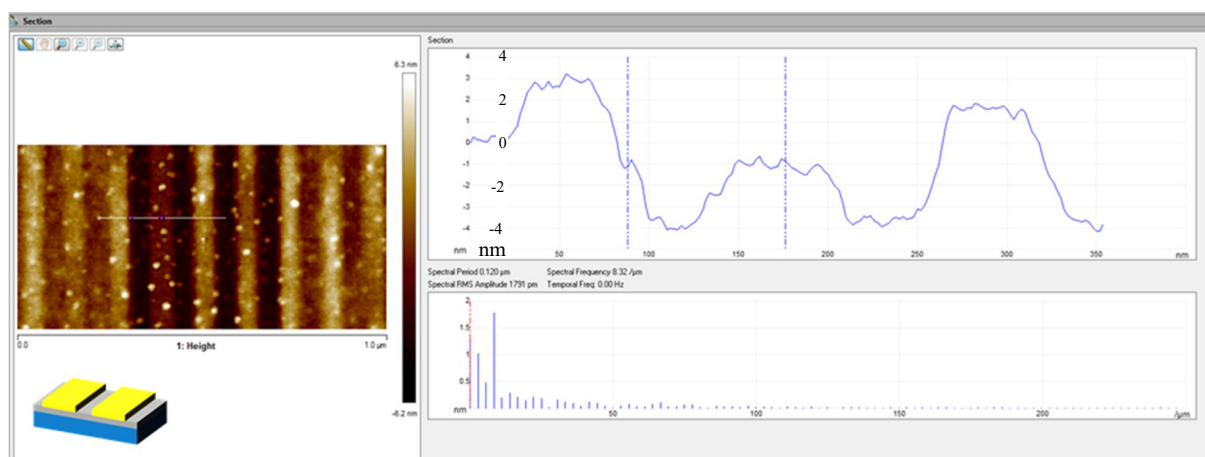 Section
6.3 nm
-6.2 nm
0.0
1: Height
1.0 µm
Section
4
3
2
1
0
-1
-2
-3
-4
nm
4
2
0
-2
-4
nm
50
100
150
200
250
300
350
nm
Spectral Period 0.120 µm Spectral Frequency 8.32 /µm
Spectral RMS Amplitude 1791 pm Temporal Freq: 0.00 Hz
2
1.5
1
0.5
nm
50
100
150
200
/µm